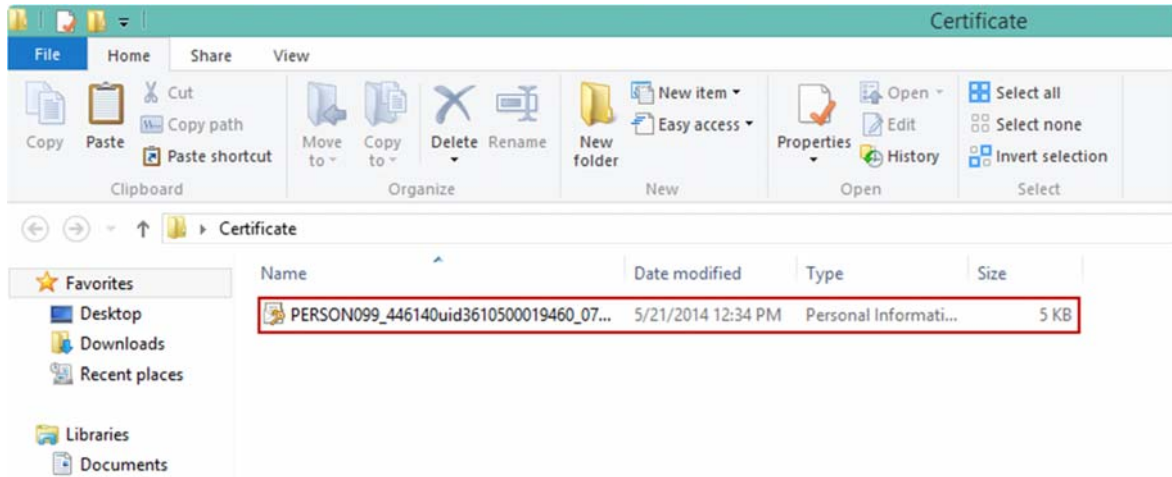 Certificate
File Home Share View
Copy
Paste
Cut
Copy path
Paste shortcut
Clipboard
Move to
Copy to
Delete
Rename
Organize
New folder
New item
Easy access
New
Properties
Open
Edit
History
Open
Select all
Select none
Invert selection
Select
Certificate
Name Date modified Type Size
PERSON099_446140uid3610500019460_07... 5/21/2014 12:34 PM Personal Informati... 5 KB
Favorites
Desktop
Downloads
Recent places
Libraries
Documents